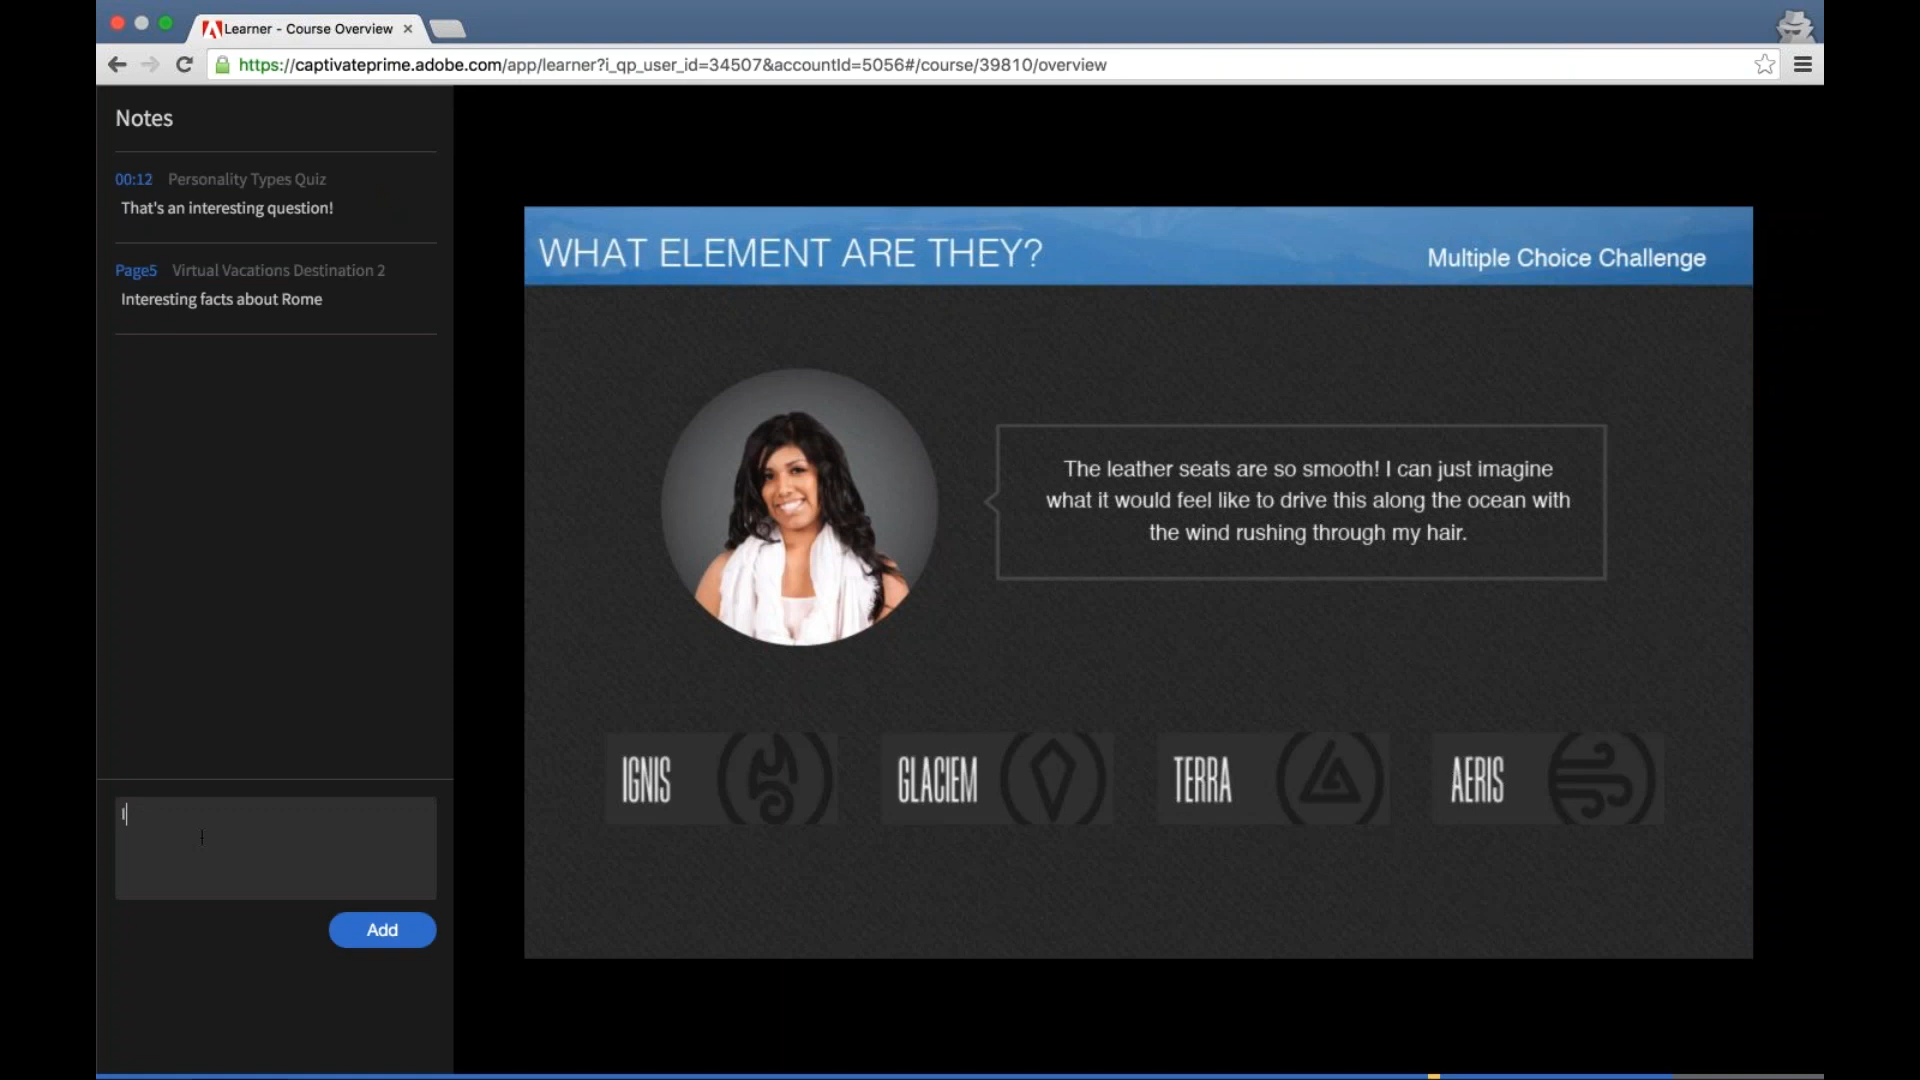 Learner - Course Overview
https://captivateprime.adobe.com/app/learner?i_qp_user_id=34507&accountId=5056#/course/39810/overview
Notes
00:12 Personality Types Quiz
That's an interesting question!
Page5 Virtual Vacations Destination 2
Interesting facts about Rome
I
Add
WHAT ELEMENT ARE THEY?
Multiple Choice Challenge
The leather seats are so smooth! I can just imagine
what it would feel like to drive this along the ocean with
the wind rushing through my hair.
IGNIS
GLACIEM
TERRA
AERIS